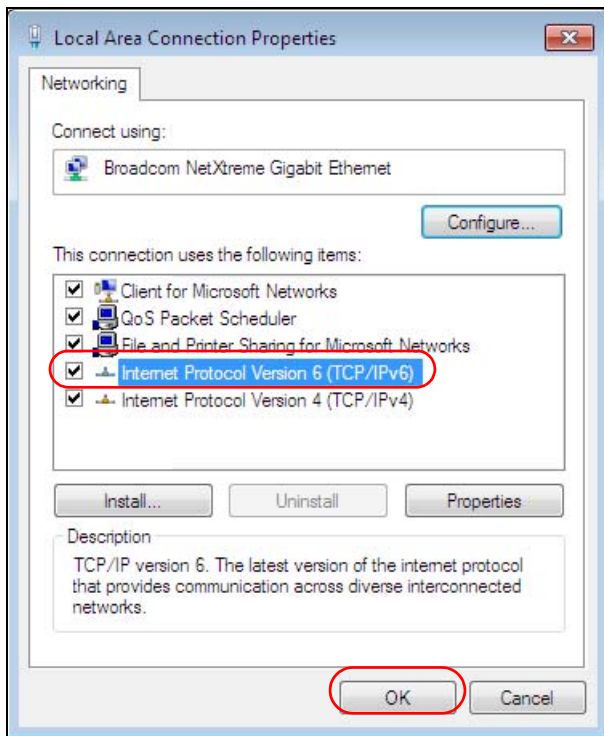 Local Area Connection Properties
Networking
Connect using:
Broadcom NetXtreme Gigabit Ethernet
Configure...
This connection uses the following items:
Client for Microsoft Networks
QoS Packet Scheduler
File and Printer Sharing for Microsoft Networks
Internet Protocol Version 6 (TCP/IPv6)
Internet Protocol Version 4 (TCP/IPv4)
Install...
Uninstall
Properties
Description
TCP/IP version 6. The latest version of the internet protocol
that provides communication across diverse interconnected
networks.
OK
Cancel